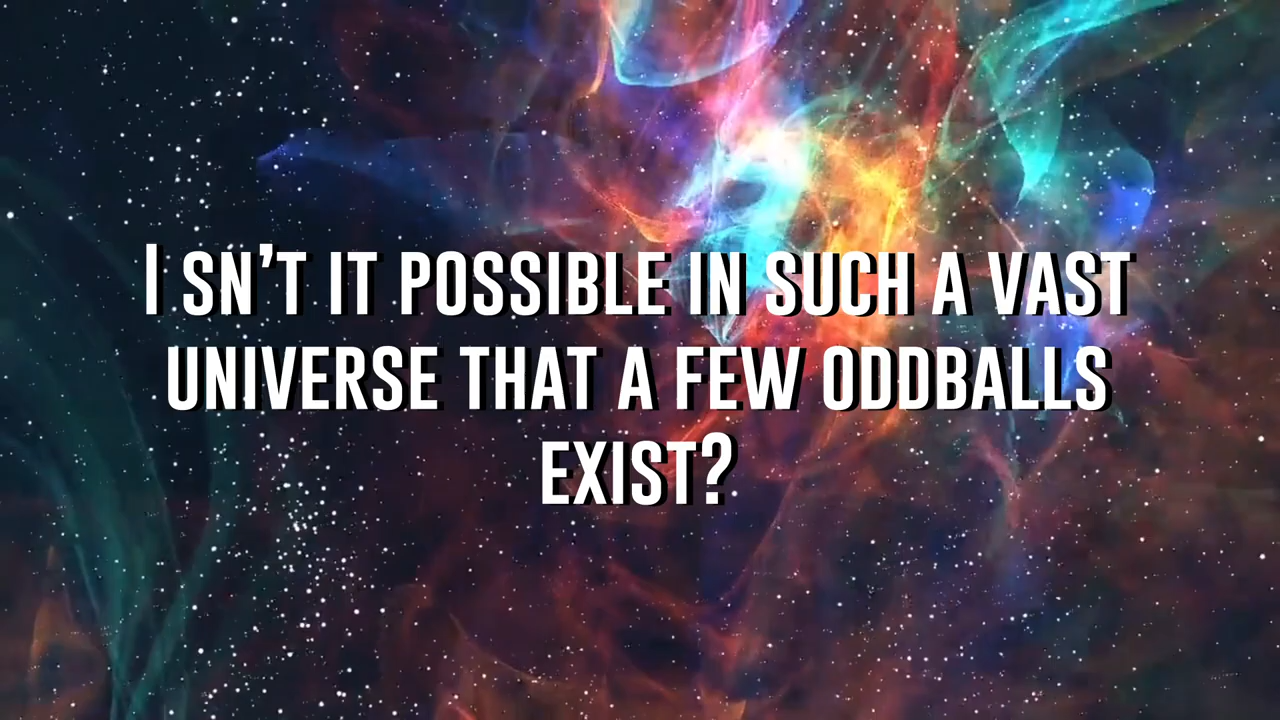 I SN'T IT POSSIBLE IN SUCH A VAST
UNIVERSE THAT A FEW ODDBALLS
EXIST?